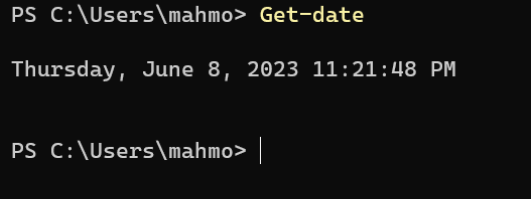 PS C:\Users\mahmo> Get-date
Thursday, June 8, 2023 11:21:48 PM
PS C:\Users\mahmo>